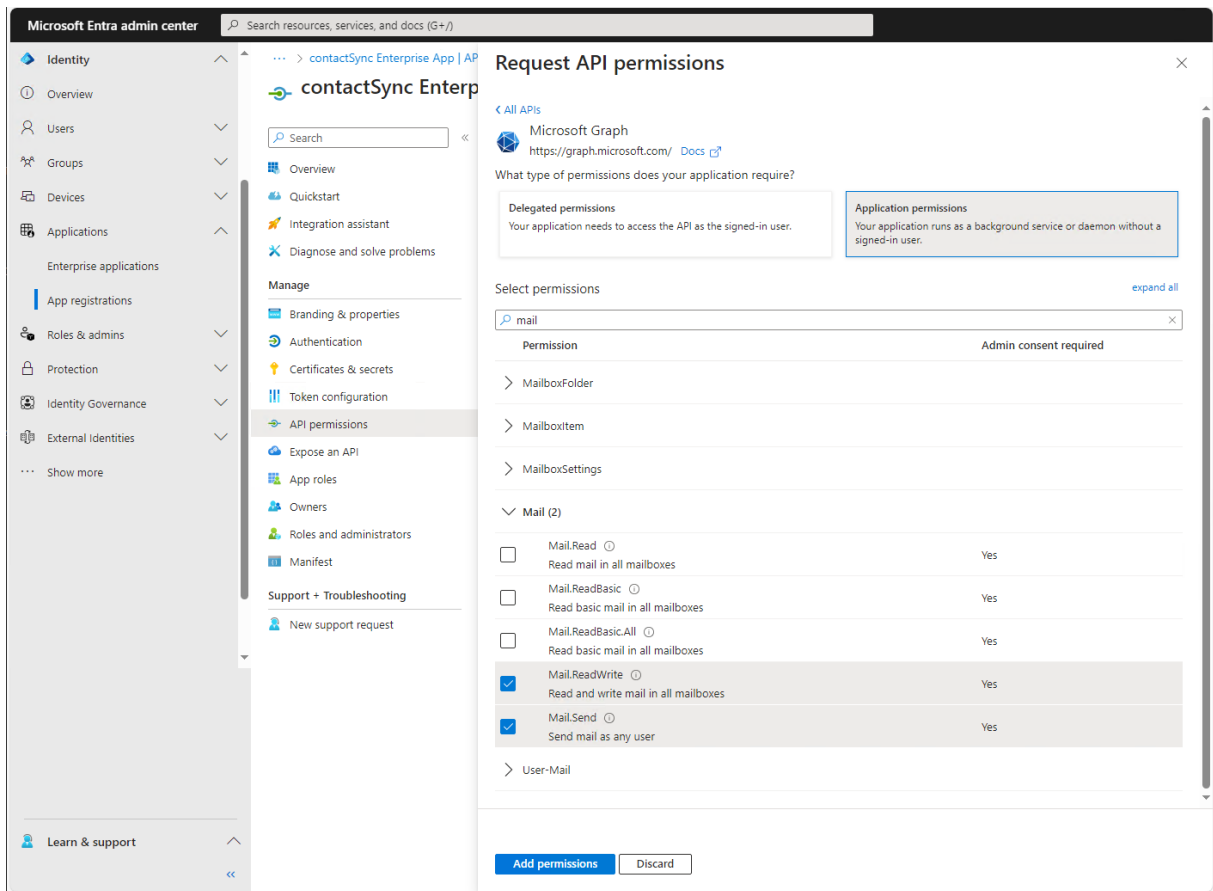 Microsoft Entra admin center
Search resources, services, and docs (G+/)
Identity
Overview
Users
Groups
Devices
Applications
Enterprise applications
App registrations
Roles & admins
Protection
Identity Governance
External Identities
··· Show more
Learn & support
«
··· > contactSync Enterprise App | AP
contactSync Enterp
Search
«
Overview
Quickstart
Integration assistant
Diagnose and solve problems
Manage
Branding & properties
Authentication
Certificates & secrets
Token configuration
API permissions
Expose an API
App roles
Owners
Roles and administrators
Manifest
Support + Troubleshooting
New support request
Request API permissions
All APIs
Microsoft Graph
https://graph.microsoft.com/ Docs
What type of permissions does your application require?
Delegated permissions
Your application needs to access the API as the signed-in user.
Application permissions
Your application runs as a background service or daemon without a
signed-in user.
Select permissions
expand all
mail
Permission Admin consent required
MailboxFolder
MailboxItem
MailboxSettings
Mail (2)
Mail.Read
Read mail in all mailboxes
Yes
Mail.ReadBasic
Read basic mail in all mailboxes
Yes
Mail.ReadBasic.All
Read basic mail in all mailboxes
Yes
Mail.ReadWrite
Read and write mail in all mailboxes
Yes
Mail.Send
Send mail as any user
Yes
User-Mail
Add permissions
Discard